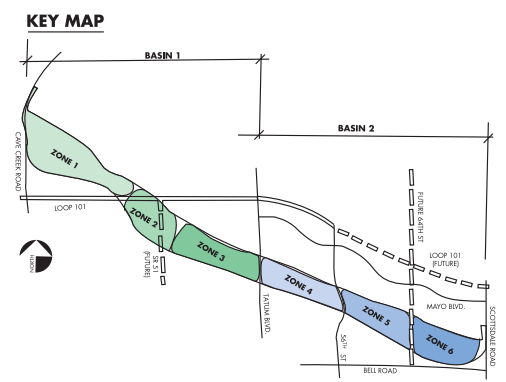 KEY MAP
BASIN 1
BASIN 2
CAVE CREEK ROAD
ZONE 1
LOOP 101
ZONE 2
SR 51
(FUTURE)
ZONE 3
NORTH
TATUM BLVD.
ZONE 4
56TH ST
ZONE 5
FUTURE 64TH ST
LOOP 101
(FUTURE)
MAYO BLVD.
ZONE 6
SCOTTSDALE ROAD
BELL ROAD